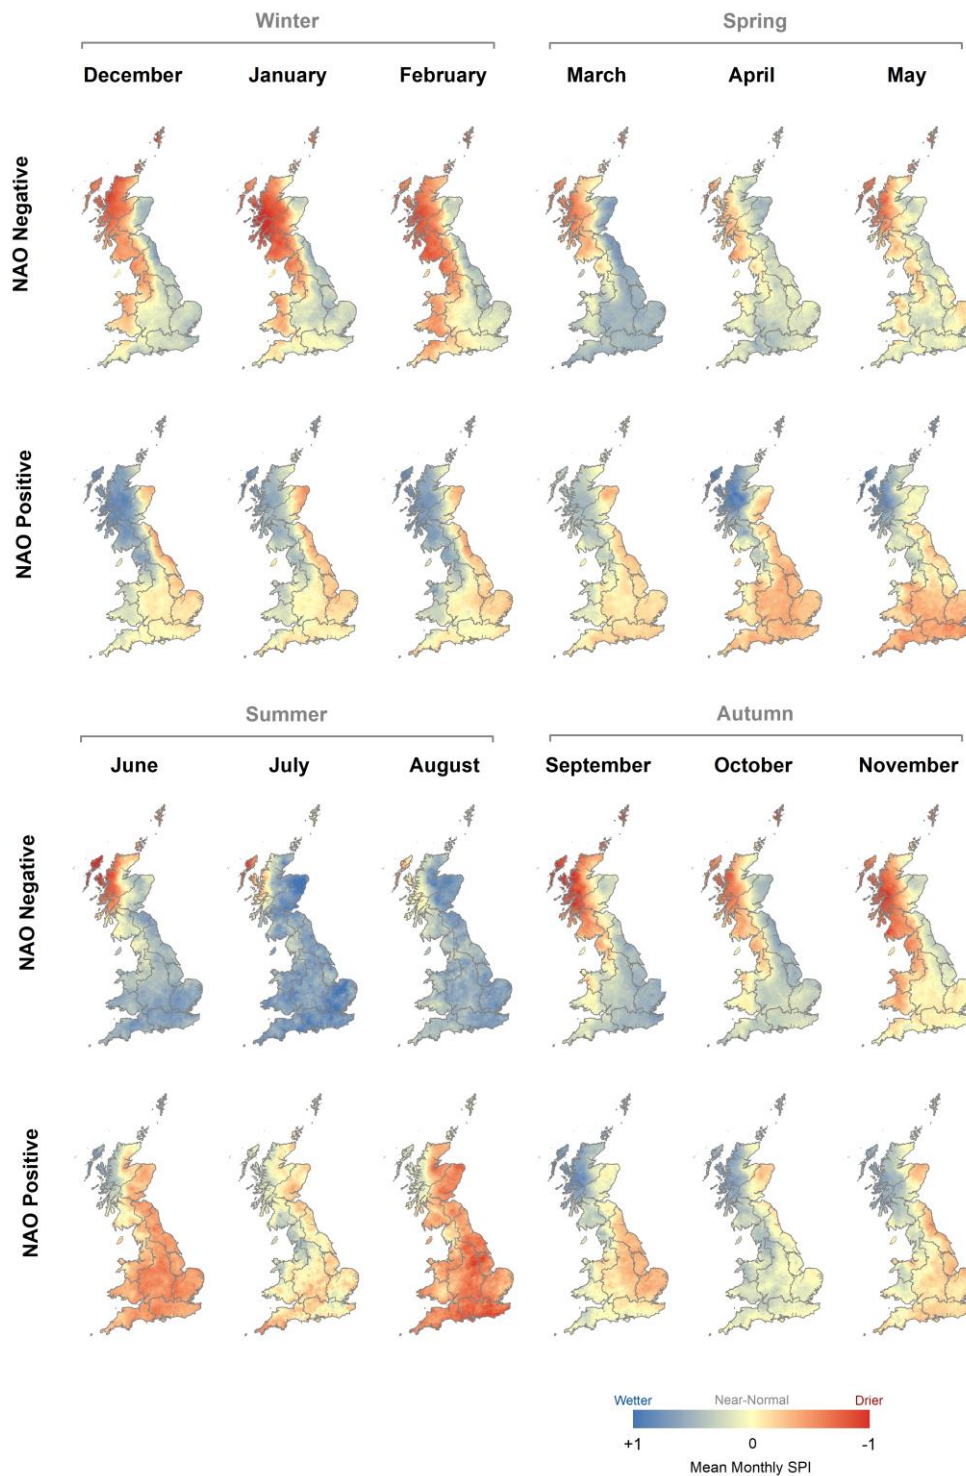 Winter Spring
December January February March April May
NAO Negative
NAO Positive
Summer Autumn
June July August September October November
NAO Negative
NAO Positive
Wetter Near-Normal Drier
+1 0 -1
Mean Monthly SPI